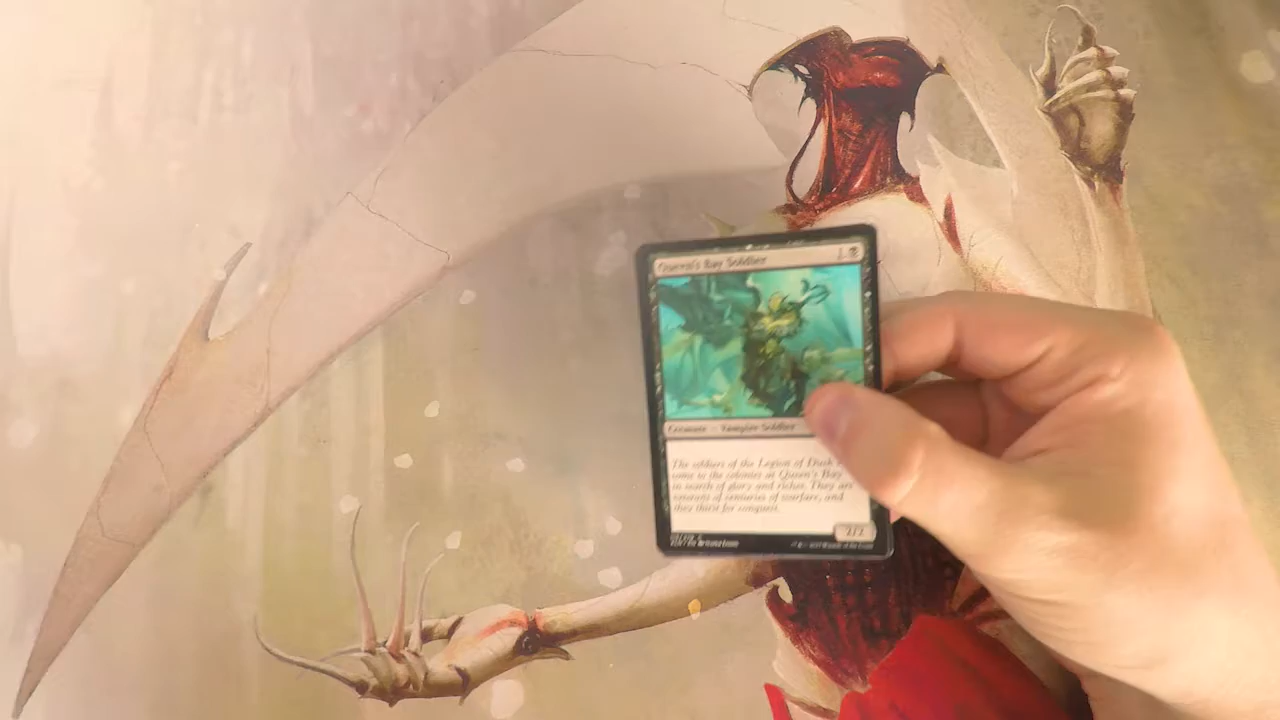 Queen's Bay Soldier 1
Creature — Vampire Soldier
The soldiers of the Legion of Dusk
come to the colonies at Queen's Bay
in search of glory and riches. They are
veterans of centuries of warfare, and
they thirst for conquest.
2/2